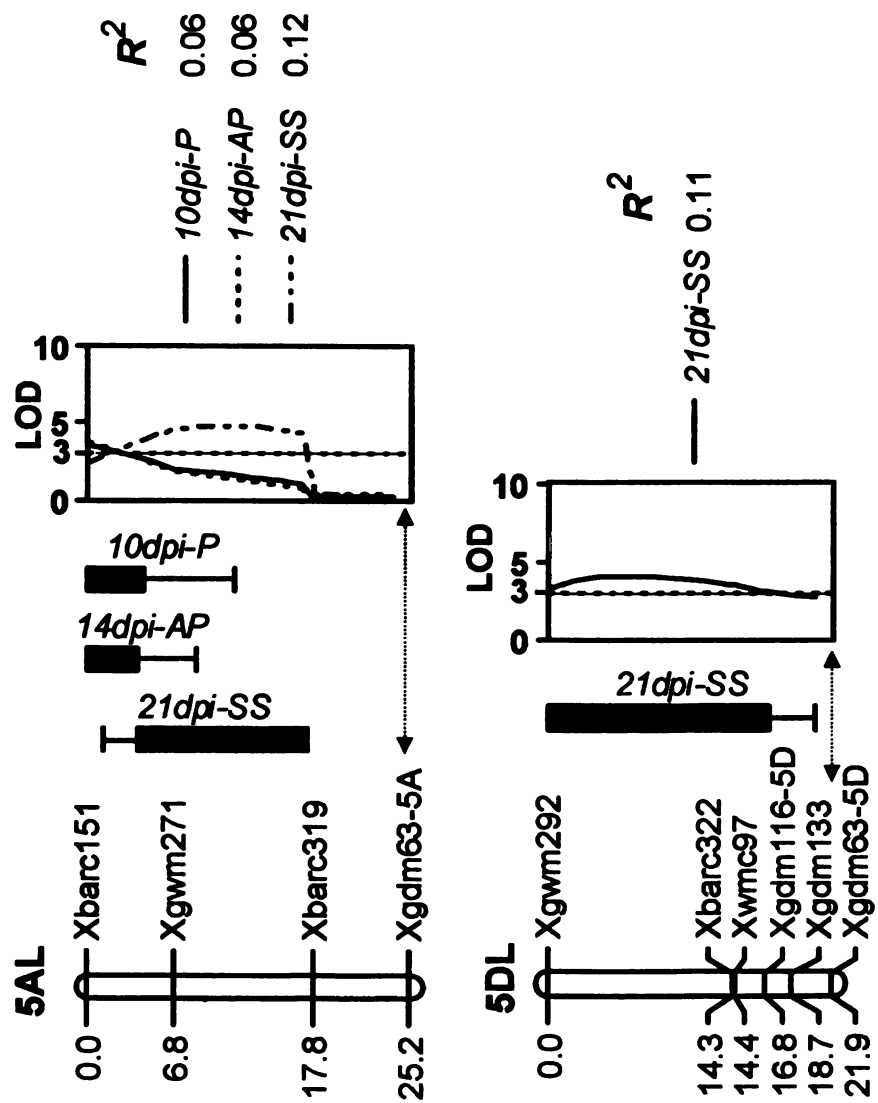 5AL
0.0 Xbarc151
6.8 Xgwm271
17.8 Xbarc319
25.2 Xgdm63-5A
21dpi-SS
14dpi-AP
10dpi-P
LOD
0 3 5 10
R²
10dpi-P 0.06
14dpi-AP 0.06
21dpi-SS 0.12
5DL
0.0 Xgwm292
14.3 Xbarc322
14.4 Xwmc97
16.8 Xgdm116-5D
18.7 Xgdm133
21.9 Xgdm63-5D
21dpi-SS
LOD
0 3 5 10
R²
21dpi-SS 0.11